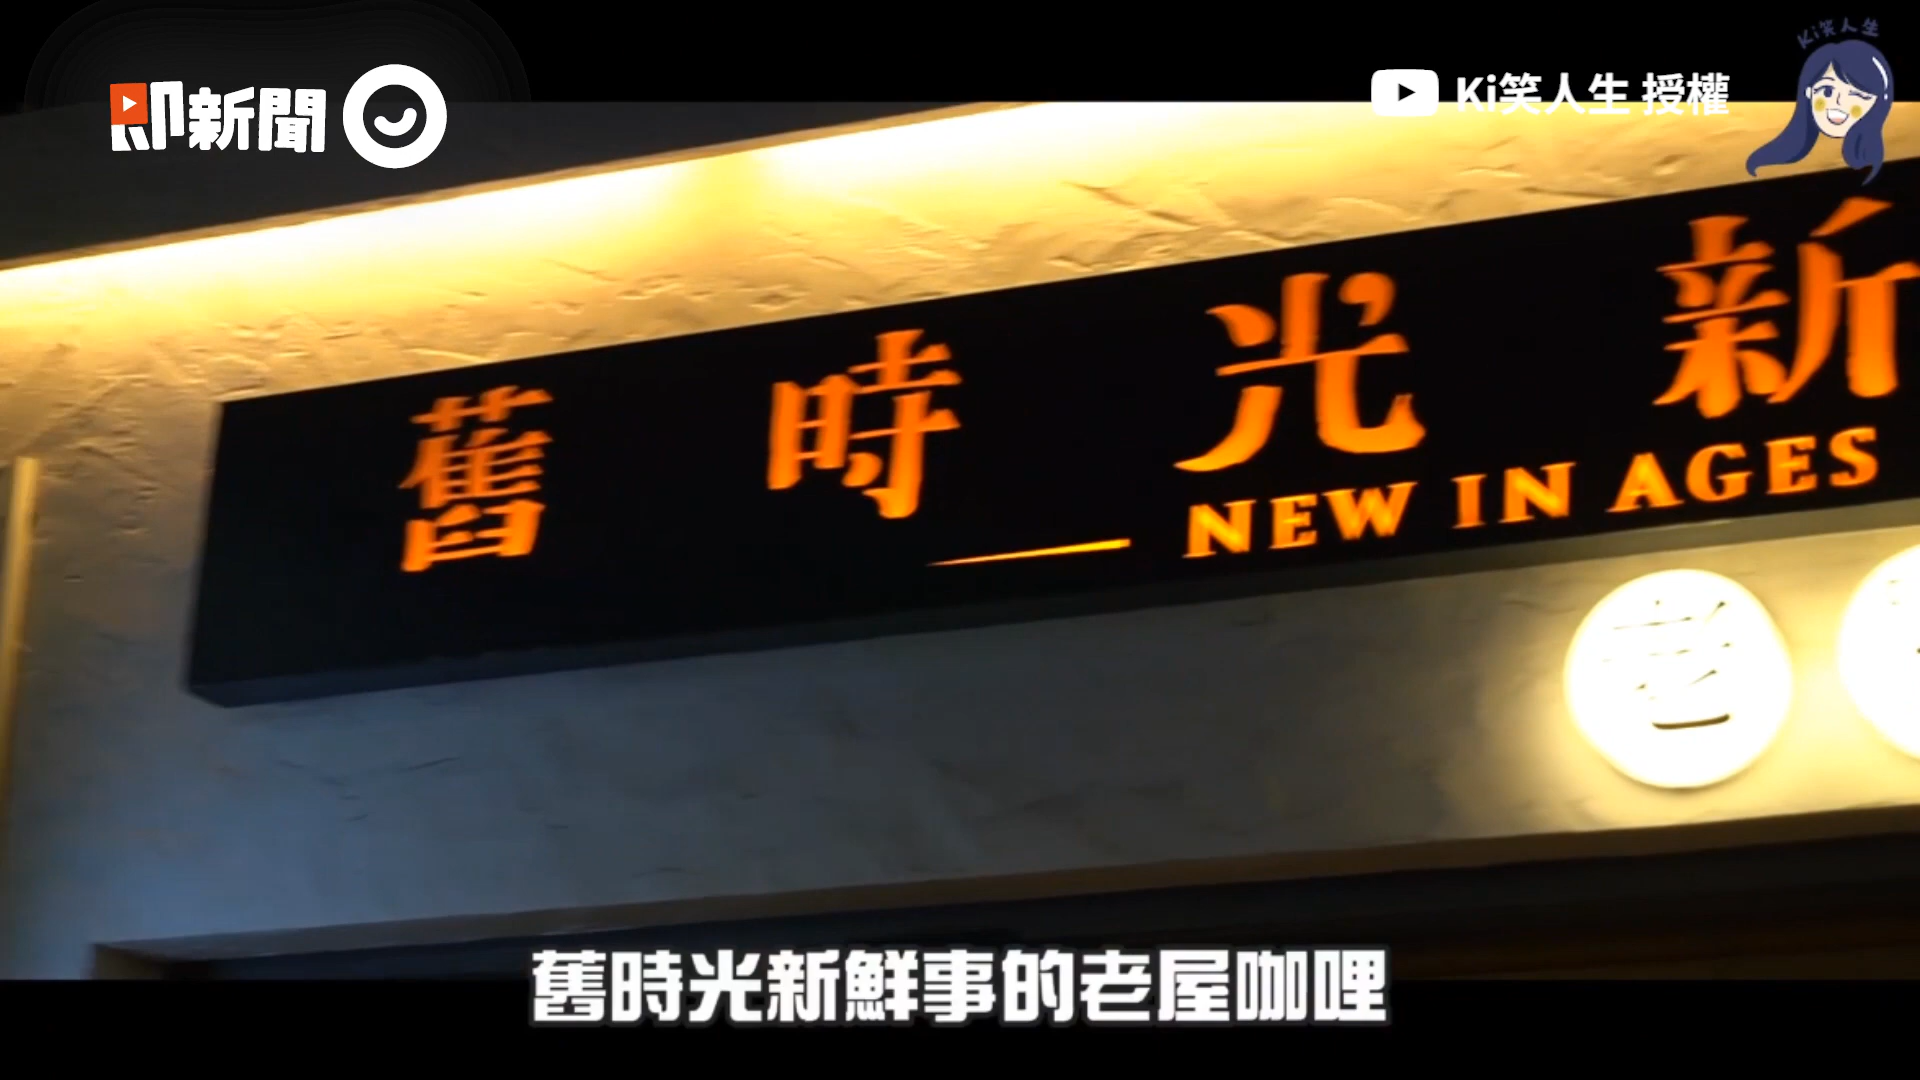 即新聞
Ki笑人生 授權
Ki笑人生
舊時光新
NEW IN AGES
老
舊時光新鮮事的老屋咖哩